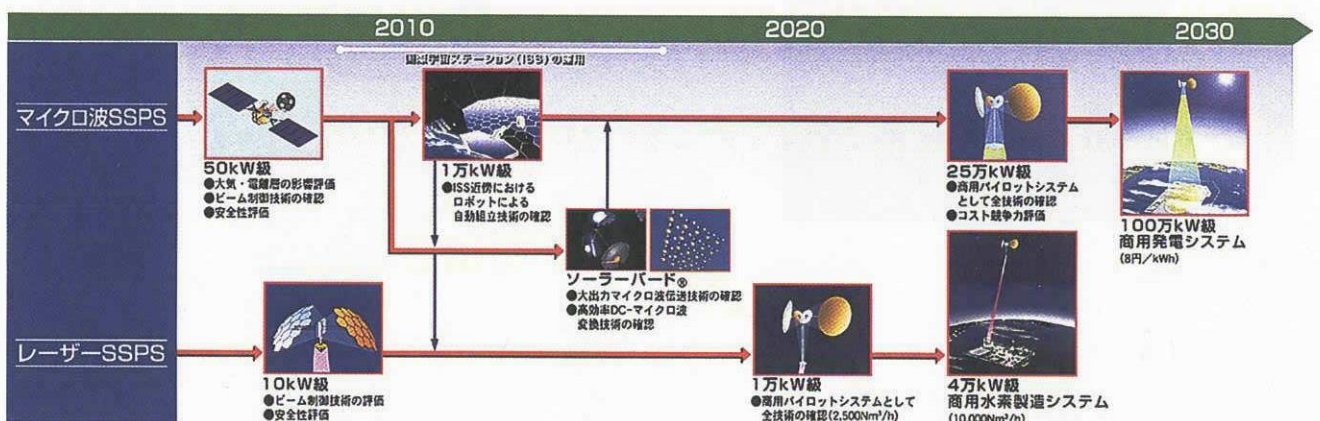 2010
2020
2030
国際宇宙ステーション(ISS)の運用
マイクロ波SSPS
50kW級
●大気・電離層の影響評価
●ビーム制御技術の確認
●安全性評価
1万kW級
●ISS近傍における
ロボットによる
自動組立技術の確認
25万kW級
●商用パイロットシステム
として全技術の確認
●コスト競争力評価
100万kW級
商用発電システム
(8円/kWh)
ソーラーバード®
●大出力マイクロ波伝送技術の確認
●高効率DC-マイクロ波
変換技術の確認
レーザーSSPS
10kW級
●ビーム制御技術の評価
●安全性評価
1万kW級
●商用パイロットシステムとして
全技術の確認(2,500Nm³/h)
4万kW級
商用水素製造システム
(10,000Nm³/h)